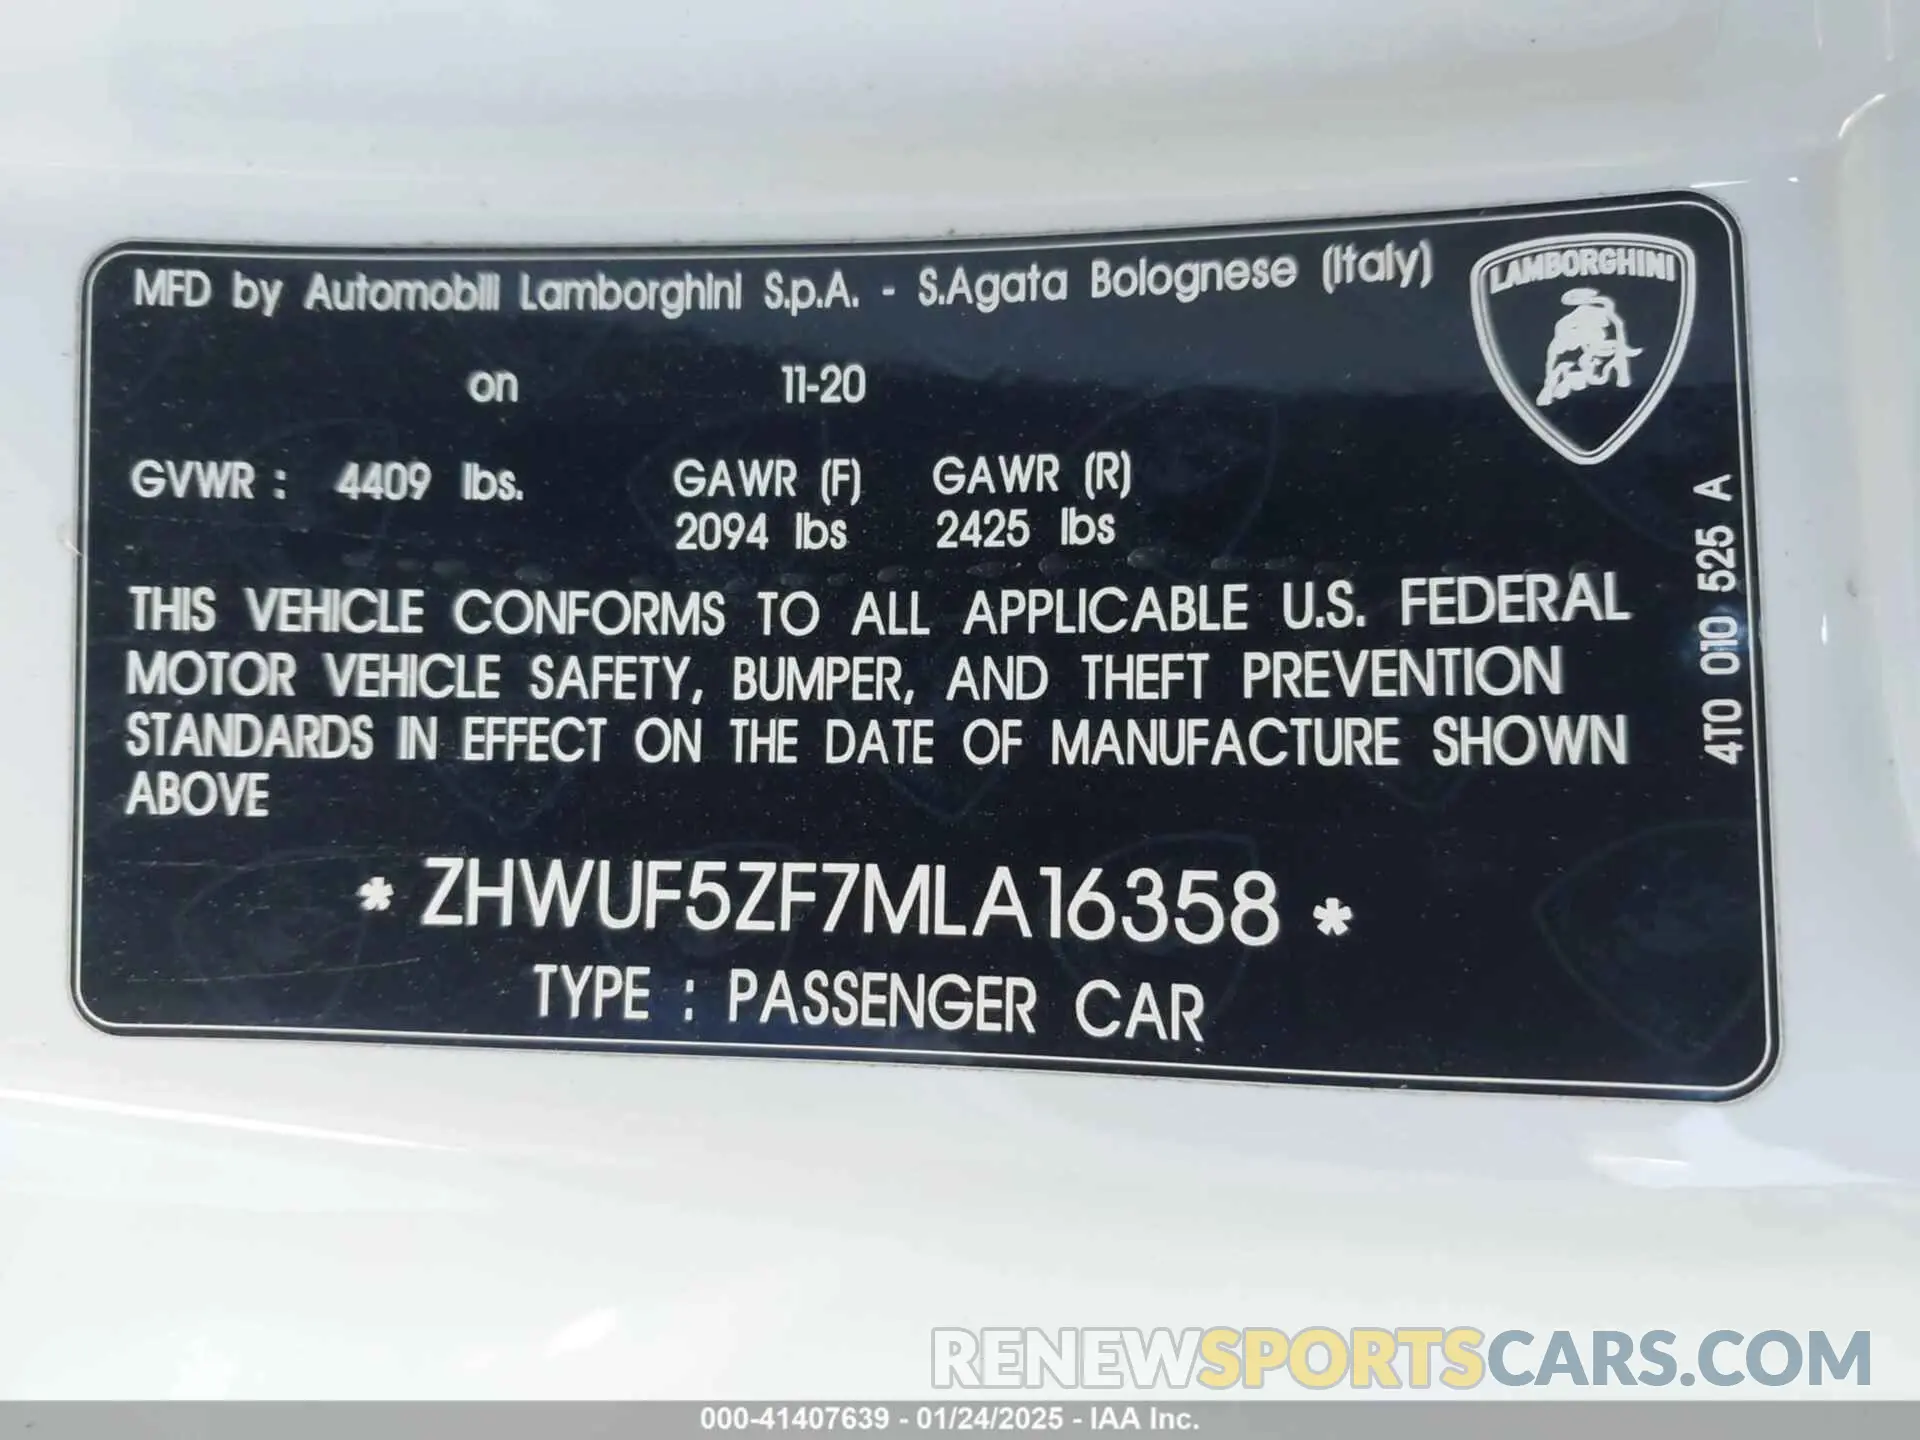 MFD by Automobili Lamborghini S.p.A. - S.Agata Bolognese (Italy)
LAMBORGHINI
on 11-20
GVWR : 4409 lbs. GAWR (F) GAWR (R)
2094 lbs 2425 lbs
THIS VEHICLE CONFORMS TO ALL APPLICABLE U.S. FEDERAL
MOTOR VEHICLE SAFETY, BUMPER, AND THEFT PREVENTION
STANDARDS IN EFFECT ON THE DATE OF MANUFACTURE SHOWN
ABOVE
* ZHWUF5ZF7MLA16358 *
TYPE : PASSENGER CAR
4T0 010 525 A
RENEWSPORTSCARS.COM
000-41407639 - 01/24/2025 - IAA Inc.